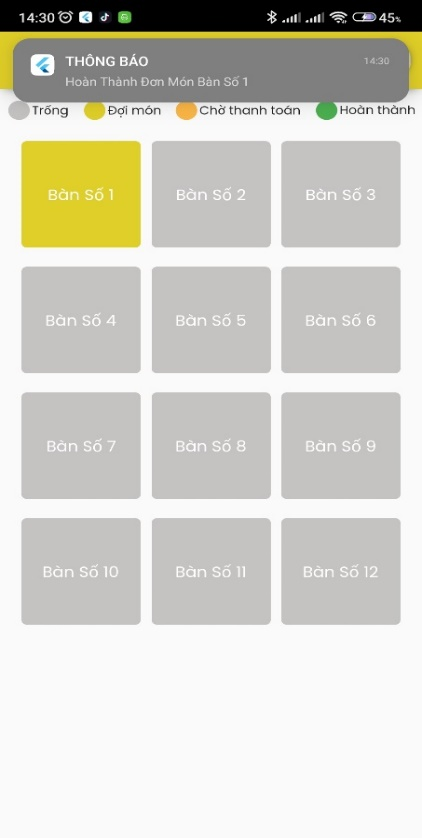 14:30 45%
THÔNG BÁO 14:30
Hoàn Thành Đơn Món Bàn Số 1
Trống Đợi món Chờ thanh toán Hoàn thành
Bàn Số 1 Bàn Số 2 Bàn Số 3
Bàn Số 4 Bàn Số 5 Bàn Số 6
Bàn Số 7 Bàn Số 8 Bàn Số 9
Bàn Số 10 Bàn Số 11 Bàn Số 12